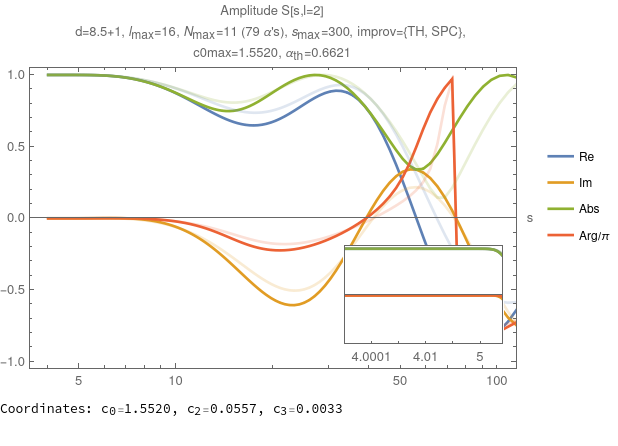 Amplitude S[s,l=2]
d=8.5+1, lmax=16, Nmax=11 (79 α's), smax=300, improv={TH, SPC},
c0max=1.5520, αth=0.6621
1.0
0.5
0.0
-0.5
-1.0
s
Re
Im
Abs
Arg/π
4.0001 4.01 5
5 10 50 100
Coordinates: c0=1.5520, c2=0.0557, c3=0.0033